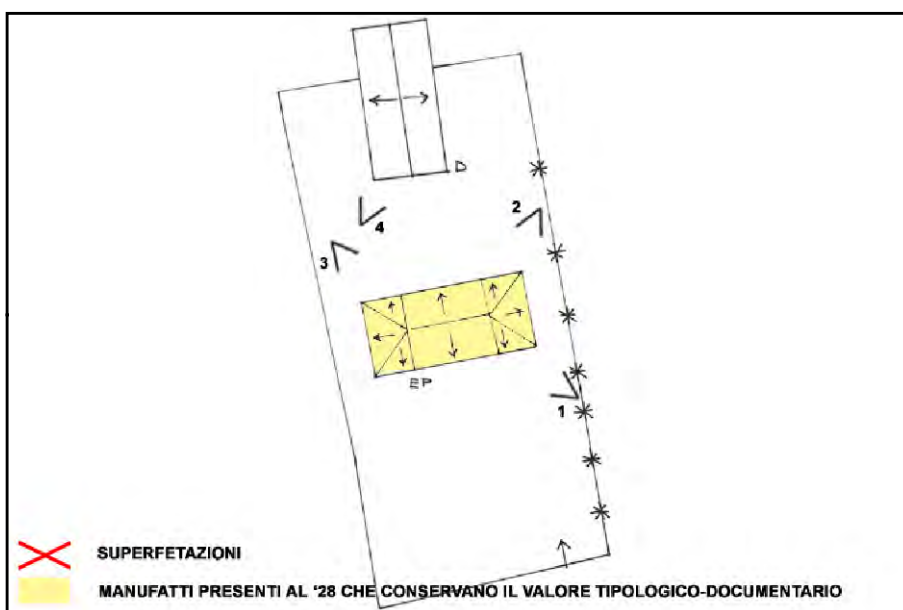 D
2
4
3
EP
1
SUPERFETAZIONI
MANUFATTI PRESENTI AL '28 CHE CONSERVANO IL VALORE TIPOLOGICO-DOCUMENTARIO